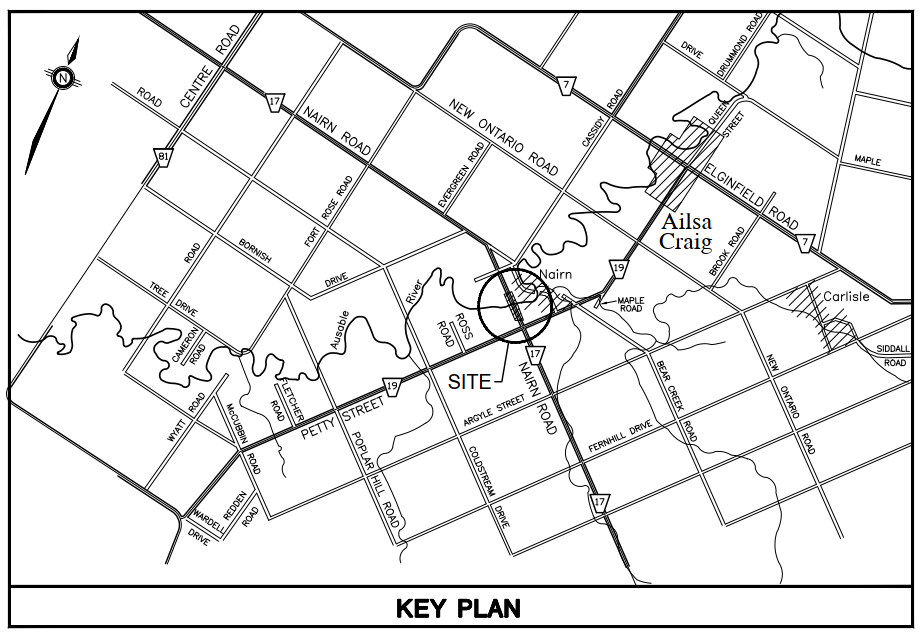 N
ROAD
CENTRE ROAD
17
81
NAIRN ROAD
NEW ONTARIO ROAD
7
CASSIDY ROAD
DRIVE
DRUMMOND ROAD
QUEEN
STREET
MAPLE
ELGINFIELD ROAD
7
EVERGREEN ROAD
FORT ROSE ROAD
ROAD
BORNISH
DRIVE
TREE DRIVE
Ailsa
Craig
BROOK ROAD
19
Nairn
MAPLE
ROAD
Carlisle
SIDDALL
ROAD
Ausable River
ROSS
ROAD
CAMERON
ROAD
SITE
17
19
PETTY STREET
FLETCHER
ROAD
McCUBBIN
ROAD
WYATT ROAD
WARDELL
DRIVE
REDDEN
ROAD
POPLAR HILL ROAD
COLDSTREAM
DRIVE
ARGYLE STREET
NAIRN ROAD
FERNHILL DRIVE
BEAR CREEK
ROAD
NEW
ONTARIO
ROAD
17
KEY PLAN